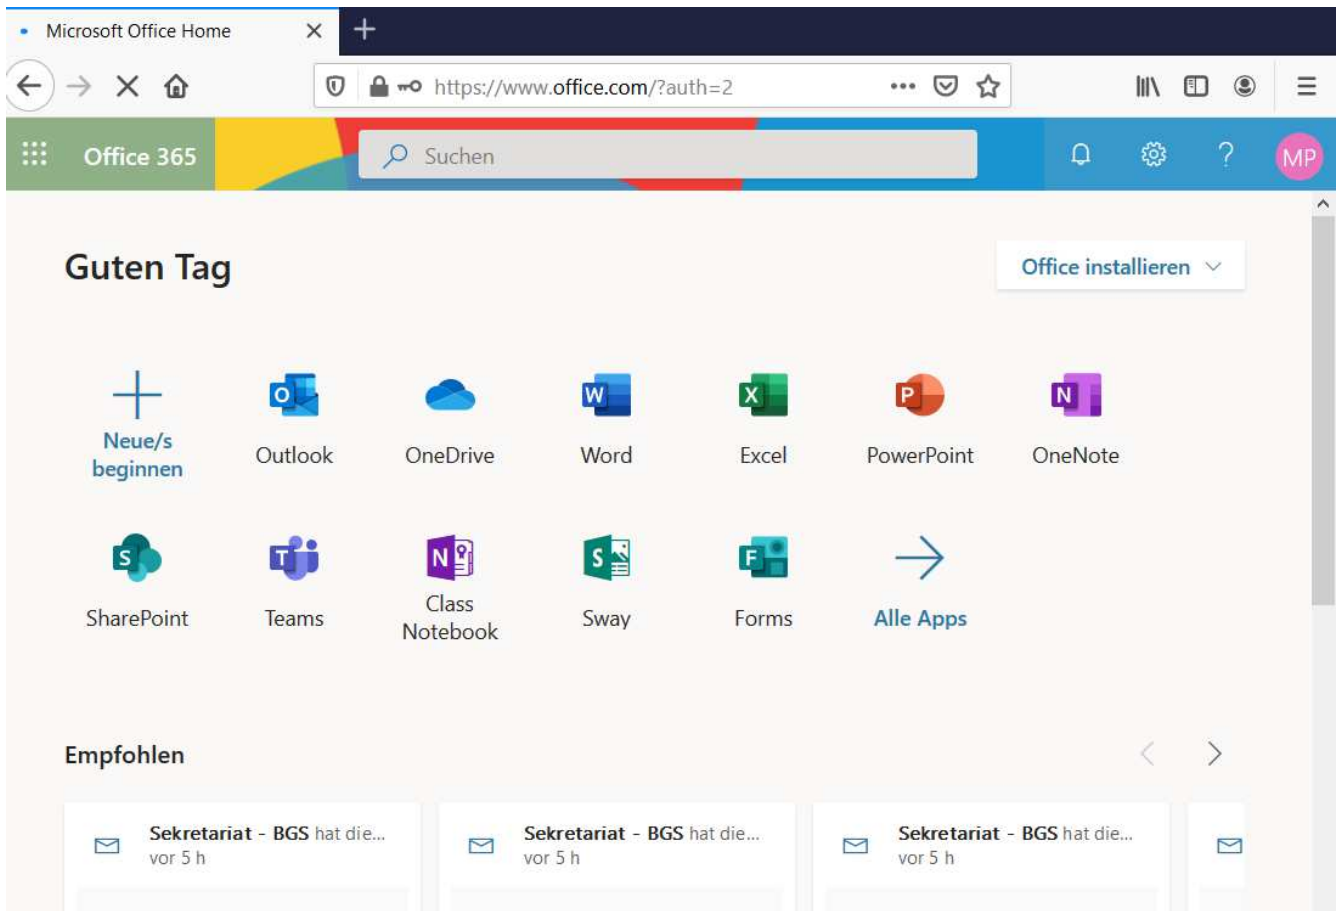 Microsoft Office Home
https://www.office.com/?auth=2
Office 365
Suchen
?
MP
Guten Tag
Office installieren
Neue/s
beginnen
Outlook
OneDrive
Word
Excel
PowerPoint
OneNote
SharePoint
Teams
Class
Notebook
Sway
Forms
Alle Apps
Empfohlen
Sekretariat - BGS hat die...
vor 5 h
Sekretariat - BGS hat die...
vor 5 h
Sekretariat - BGS hat die...
vor 5 h